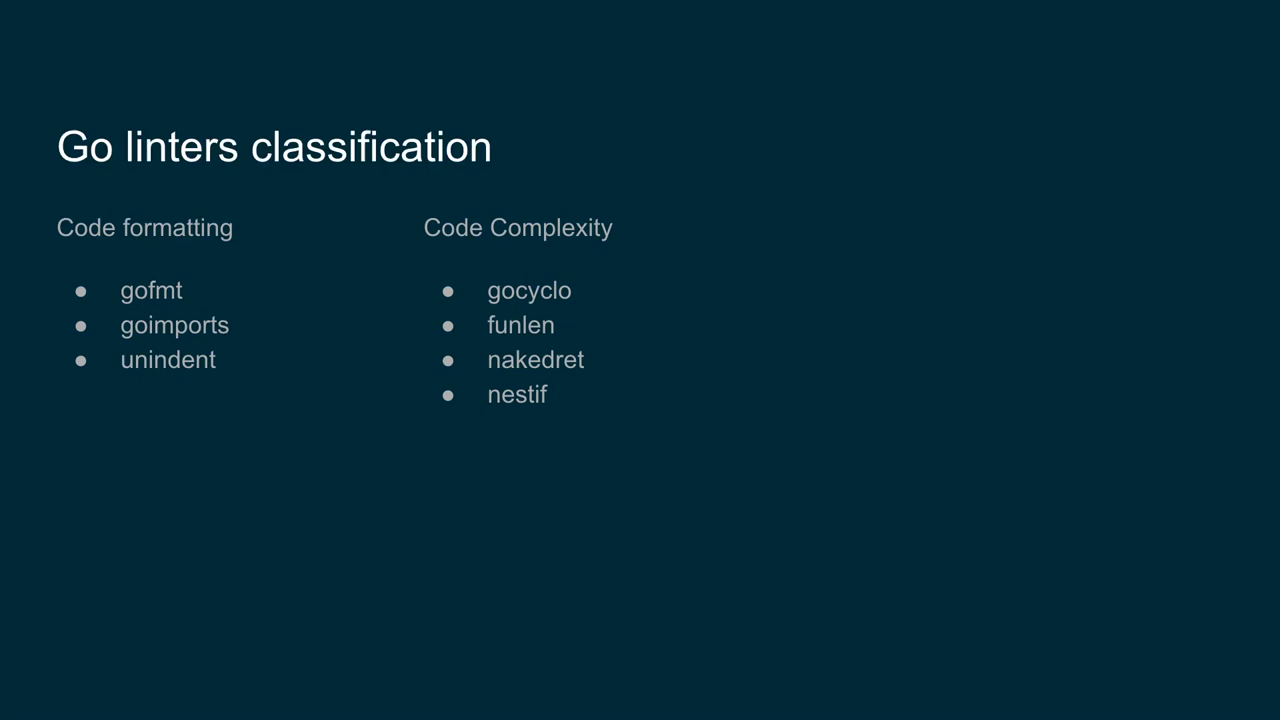 Go linters classification
Code formatting
● gofmt
● goimports
● unindent
Code Complexity
● gocyclo
● funlen
● nakedret
● nestif